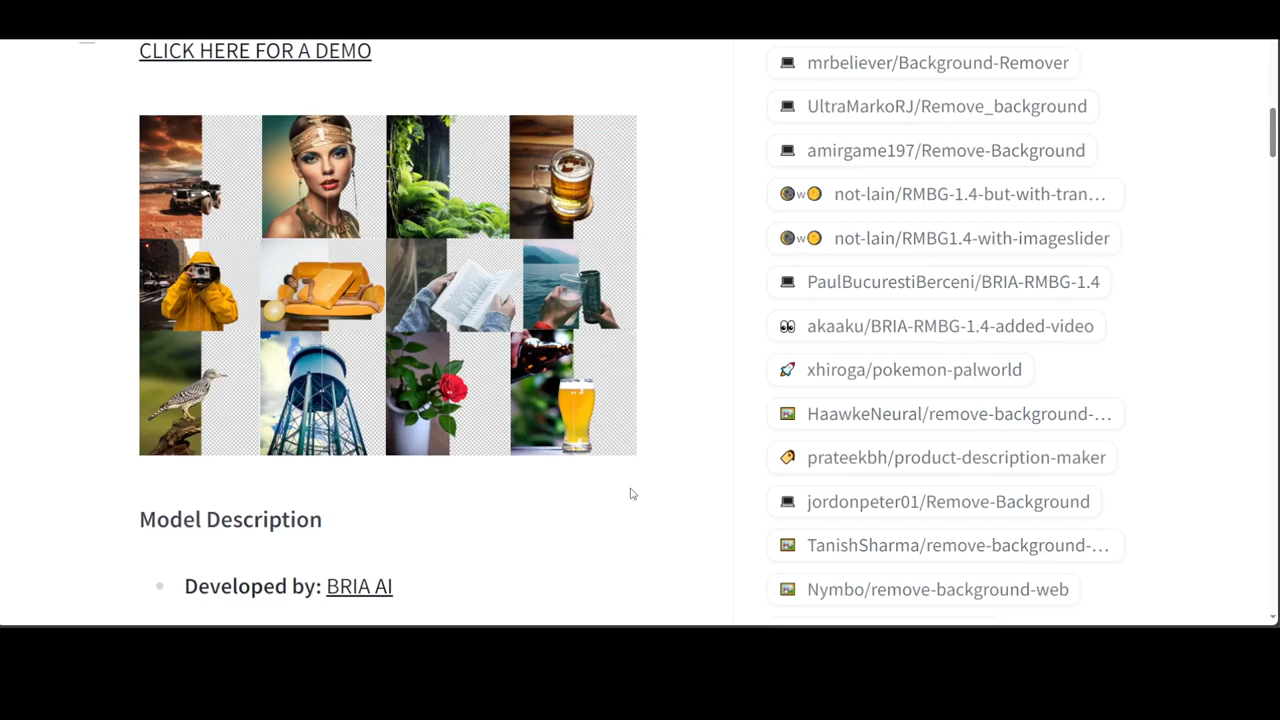 CLICK HERE FOR A DEMO
Model Description
Developed by: BRIA AI
mrbeliever/Background-Remover
UltraMarkoRJ/Remove_background
amirgame197/Remove-Background
w not-lain/RMBG-1.4-but-with-tran…
w not-lain/RMBG1.4-with-imageslider
PaulBucurestiBerceni/BRIA-RMBG-1.4
akaaku/BRIA-RMBG-1.4-added-video
xhiroga/pokemon-palworld
HaawkeNeural/remove-background-…
prateekbh/product-description-maker
jordonpeter01/Remove-Background
TanishSharma/remove-background-…
Nymbo/remove-background-web